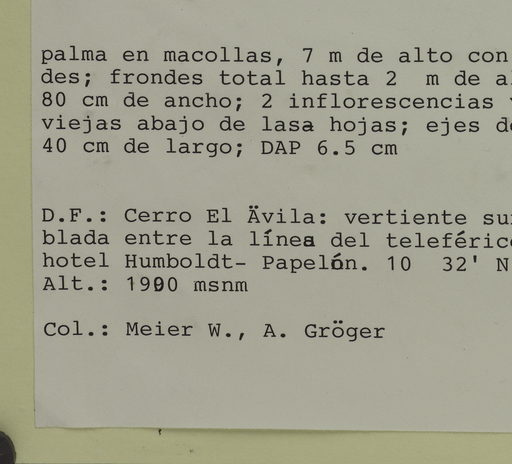 palma en macollas, 7 m de alto con
des; frondes total hasta 2 m de a
80 cm de ancho; 2 inflorescencias
viejas abajo de lasa hojas; ejes d
40 cm de largo; DAP 6.5 cm
D.F.: Cerro El Ävila: vertiente su
blada entre la línea del teleféric
hotel Humboldt- Papelón. 10 32' N
Alt.: 1900 msnm
Col.: Meier W., A. Gröger